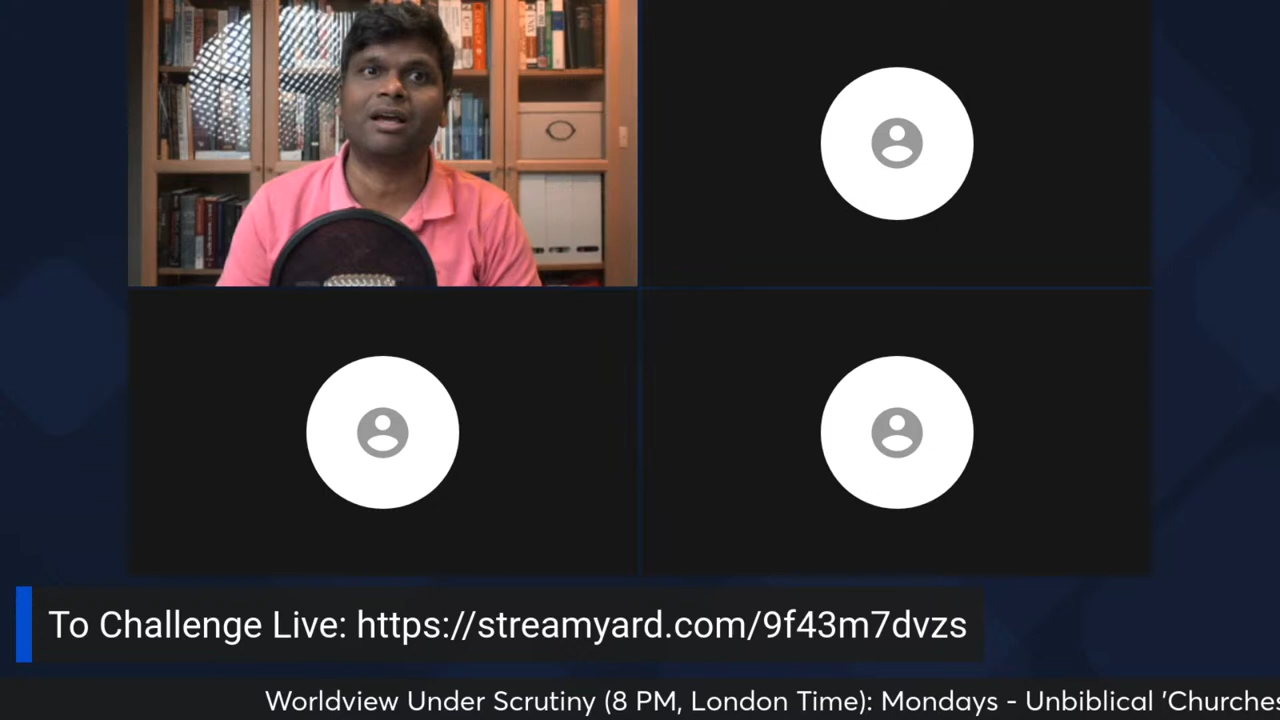 To Challenge Live: https://streamyard.com/9f43m7dvzs
Worldview Under Scrutiny (8 PM, London Time): Mondays - Unbiblical 'Churches